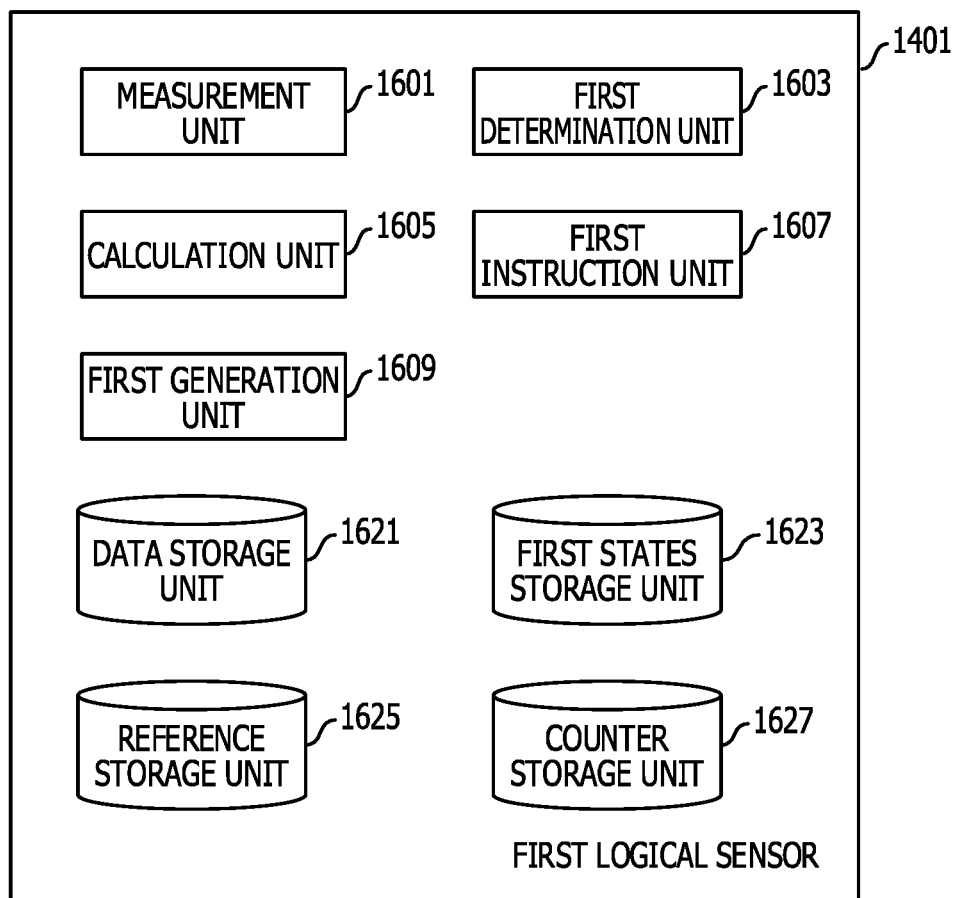 1401
MEASUREMENT
UNIT
1601
FIRST
DETERMINATION UNIT
1603
CALCULATION UNIT
1605
FIRST
INSTRUCTION UNIT
1607
FIRST GENERATION
UNIT
1609
DATA STORAGE
UNIT
1621
FIRST STATES
STORAGE UNIT
1623
REFERENCE
STORAGE UNIT
1625
COUNTER
STORAGE UNIT
1627
FIRST LOGICAL SENSOR